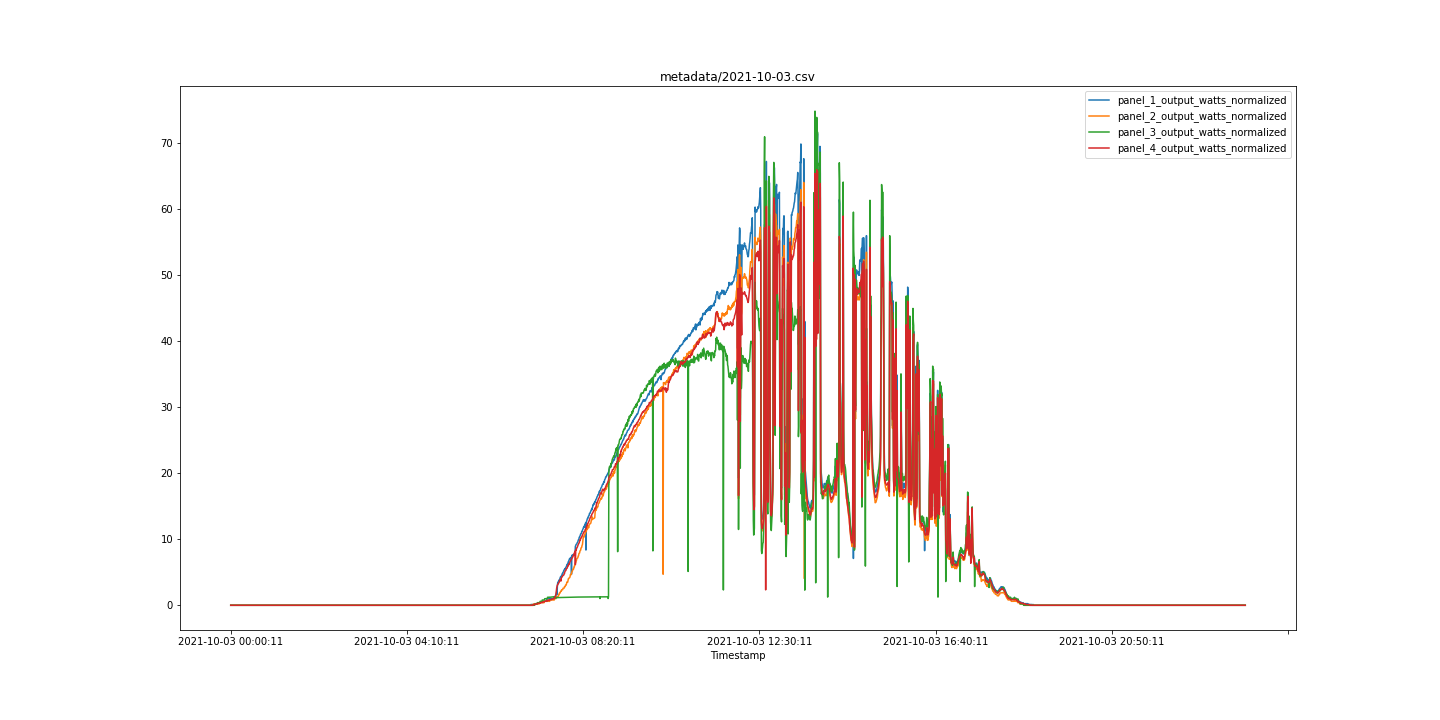 metadata/2021-10-03.csv
panel_1_output_watts_normalized
panel_2_output_watts_normalized
panel_3_output_watts_normalized
panel_4_output_watts_normalized
70
60
50
40
30
20
10
0
2021-10-03 00:00:11 2021-10-03 04:10:11 2021-10-03 08:20:11 2021-10-03 12:30:11 2021-10-03 16:40:11 2021-10-03 20:50:11
Timestamp